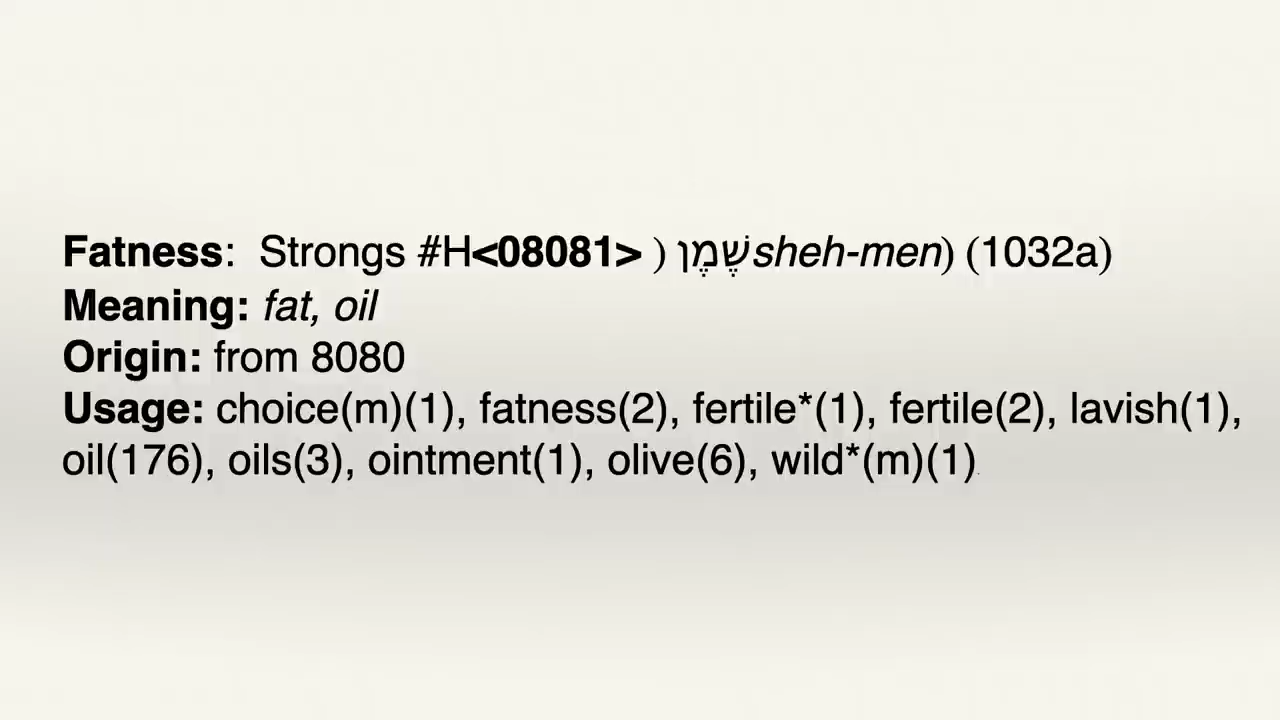 Fatness:  Strongs #H<08081> ) שֶׁמֶןsheh-men) (1032a)
Meaning: fat, oil
Origin: from 8080
Usage: choice(m)(1), fatness(2), fertile*(1), fertile(2), lavish(1),
oil(176), oils(3), ointment(1), olive(6), wild*(m)(1)